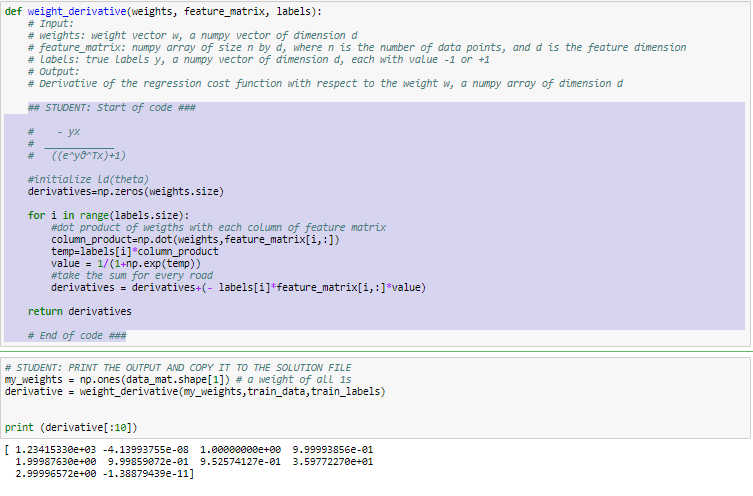 def weight_derivative(weights, feature_matrix, labels):
# Input:
# weights: weight vector w, a numpy vector of dimension d
# feature_matrix: numpy array of size n by d, where n is the number of data points, and d is the feature dimension
# labels: true labels y, a numpy vector of dimension d, each with value -1 or +1
# Output:
# Derivative of the regression cost function with respect to the weight w, a numpy array of dimension d
## STUDENT: Start of code ###
# - yx
# ___________
# ((e^yθ^Tx)+1)
#initialize Ld(theta)
derivatives=np.zeros(weights.size)
for i in range(labels.size):
#dot product of weigths with each column of feature matrix
column_product=np.dot(weights,feature_matrix[i,:])
temp=labels[i]*column_product
value = 1/(1+np.exp(temp))
#take the sum for every road
derivatives = derivatives+(- labels[i]*feature_matrix[i,:]*value)
return derivatives
# End of code ###
# STUDENT: PRINT THE OUTPUT AND COPY IT TO THE SOLUTION FILE
my_weights = np.ones(data_mat.shape[1]) # a weight of all 1s
derivative = weight_derivative(my_weights,train_data,train_labels)
print (derivative[:10])
[ 1.23415330e+03 -4.13993755e-08 1.00000000e+00 9.99993856e-01
1.99987630e+00 9.99859072e-01 9.52574127e-01 3.59772270e+01
2.99996572e+00 -1.38879439e-11]